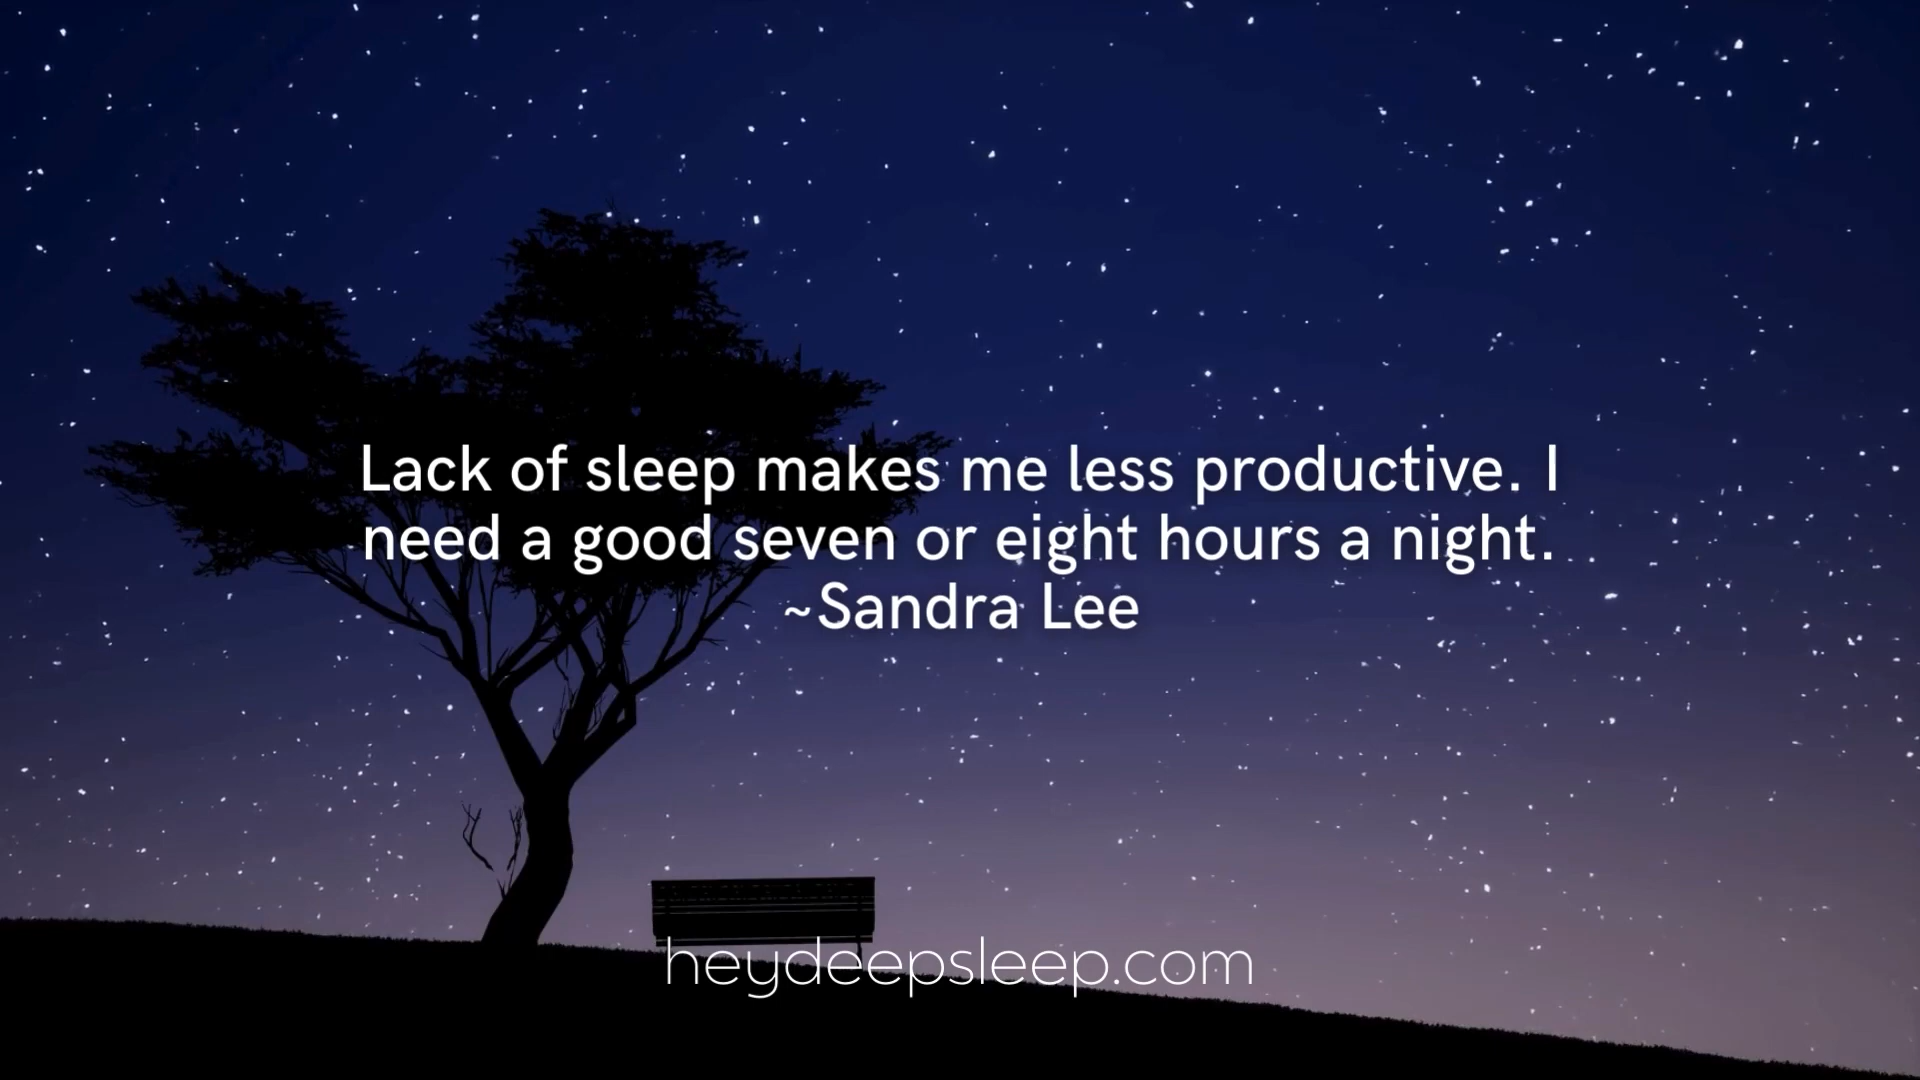 Lack of sleep makes me less productive. I
need a good seven or eight hours a night.
~Sandra Lee
heydeepsleep.com